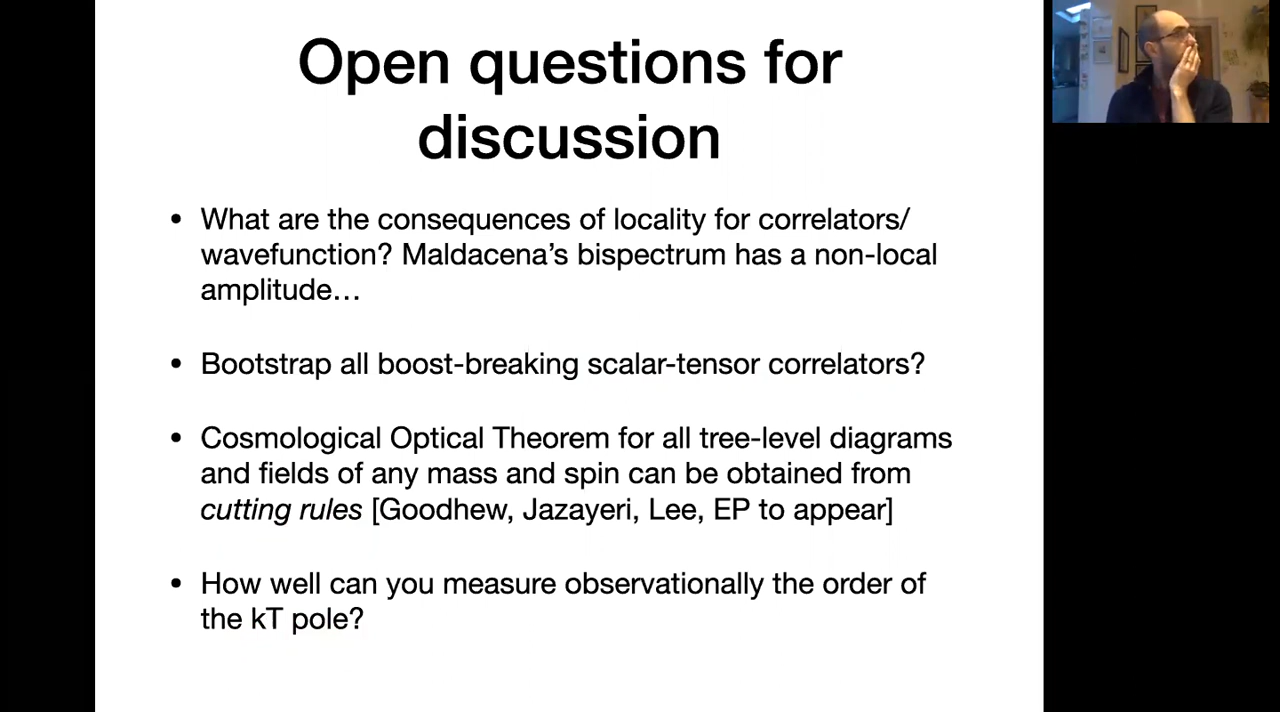 Open questions for
discussion
• What are the consequences of locality for correlators/
wavefunction? Maldacena’s bispectrum has a non-local
amplitude…
• Bootstrap all boost-breaking scalar-tensor correlators?
• Cosmological Optical Theorem for all tree-level diagrams
and fields of any mass and spin can be obtained from
cutting rules [Goodhew, Jazayeri, Lee, EP to appear]
• How well can you measure observationally the order of
the kT pole?